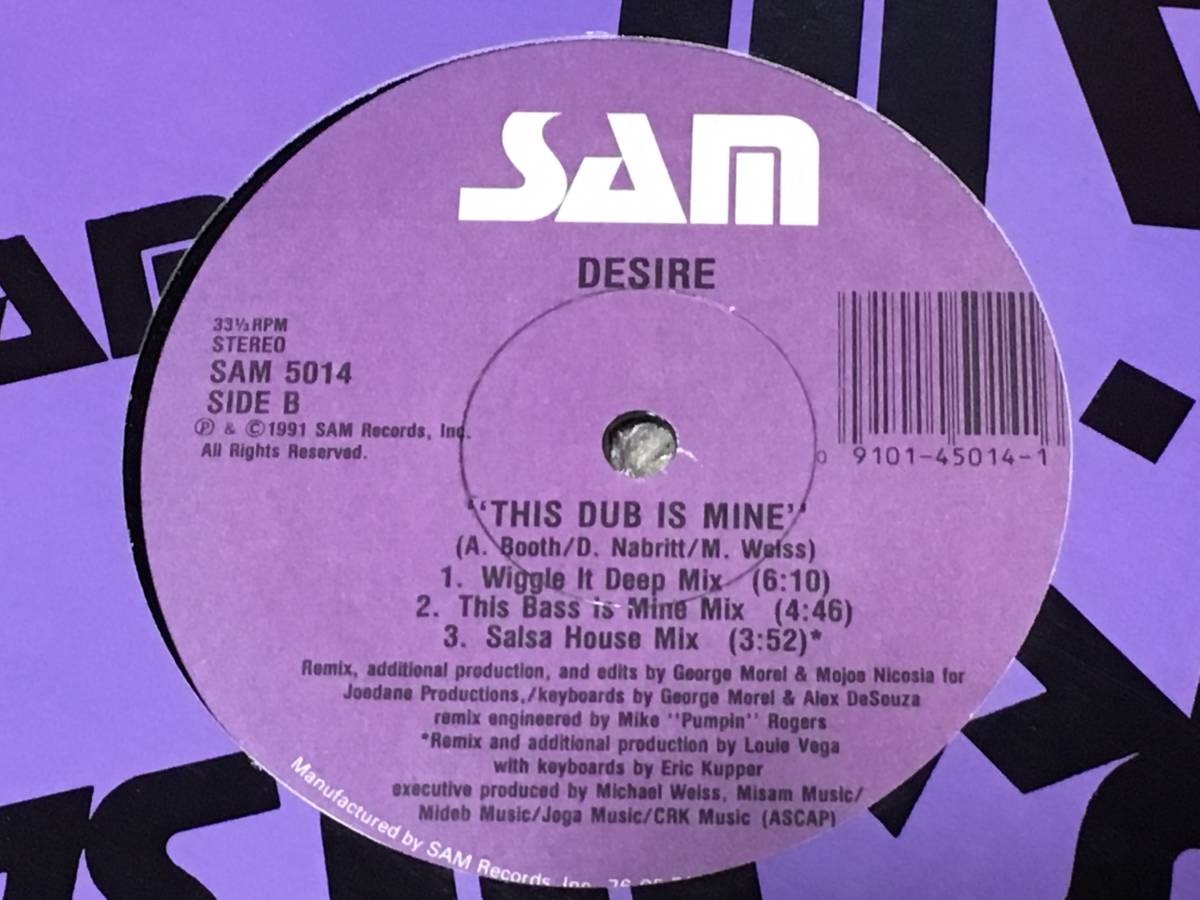 SAM
DESIRE
33⅓ RPM
STEREO
SAM 5014
SIDE B
Ⓟ & ©1991 SAM Records, Inc.
All Rights Reserved.
0 9101-45014-1
"THIS DUB IS MINE"
(A. Booth/D. Nabritt/M. Weiss)
1. Wiggle It Deep Mix (6:10)
2. This Bass is Mine Mix (4:46)
3. Salsa House Mix (3:52)*
Remix, additional production, and edits by George Morel & Mojoe Nicosia for
Joedane Productions,/keyboards by George Morel & Alex DeSouza
remix engineered by Mike "Pumpin" Rogers
*Remix and additional production by Louie Vega
with keyboards by Eric Kupper
executive produced by Michael Weiss, Misam Music/
Mideb Music/Joga Music/CRK Music (ASCAP)
Manufactured by SAM Records, Inc. 76-05